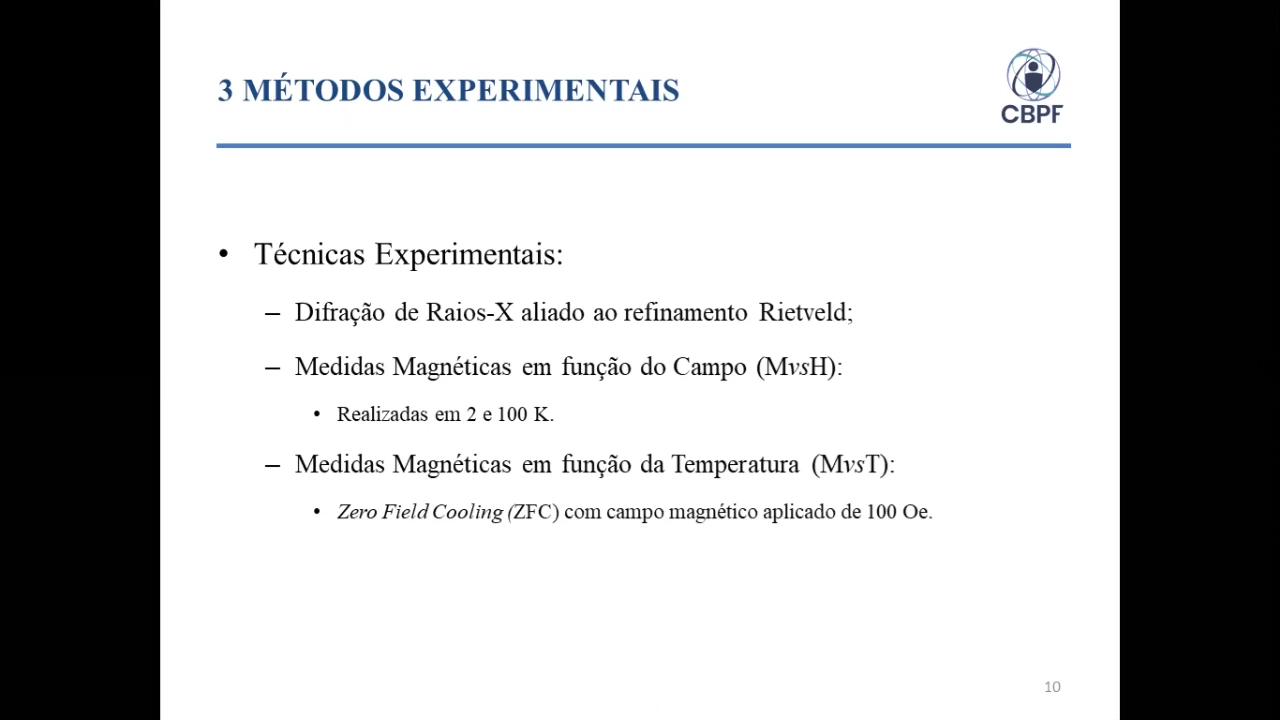 3 MÉTODOS EXPERIMENTAIS
CBPF
• Técnicas Experimentais:
– Difração de Raios-X aliado ao refinamento Rietveld;
– Medidas Magnéticas em função do Campo (MvsH):
• Realizadas em 2 e 100 K.
– Medidas Magnéticas em função da Temperatura (MvsT):
• Zero Field Cooling (ZFC) com campo magnético aplicado de 100 Oe.
10